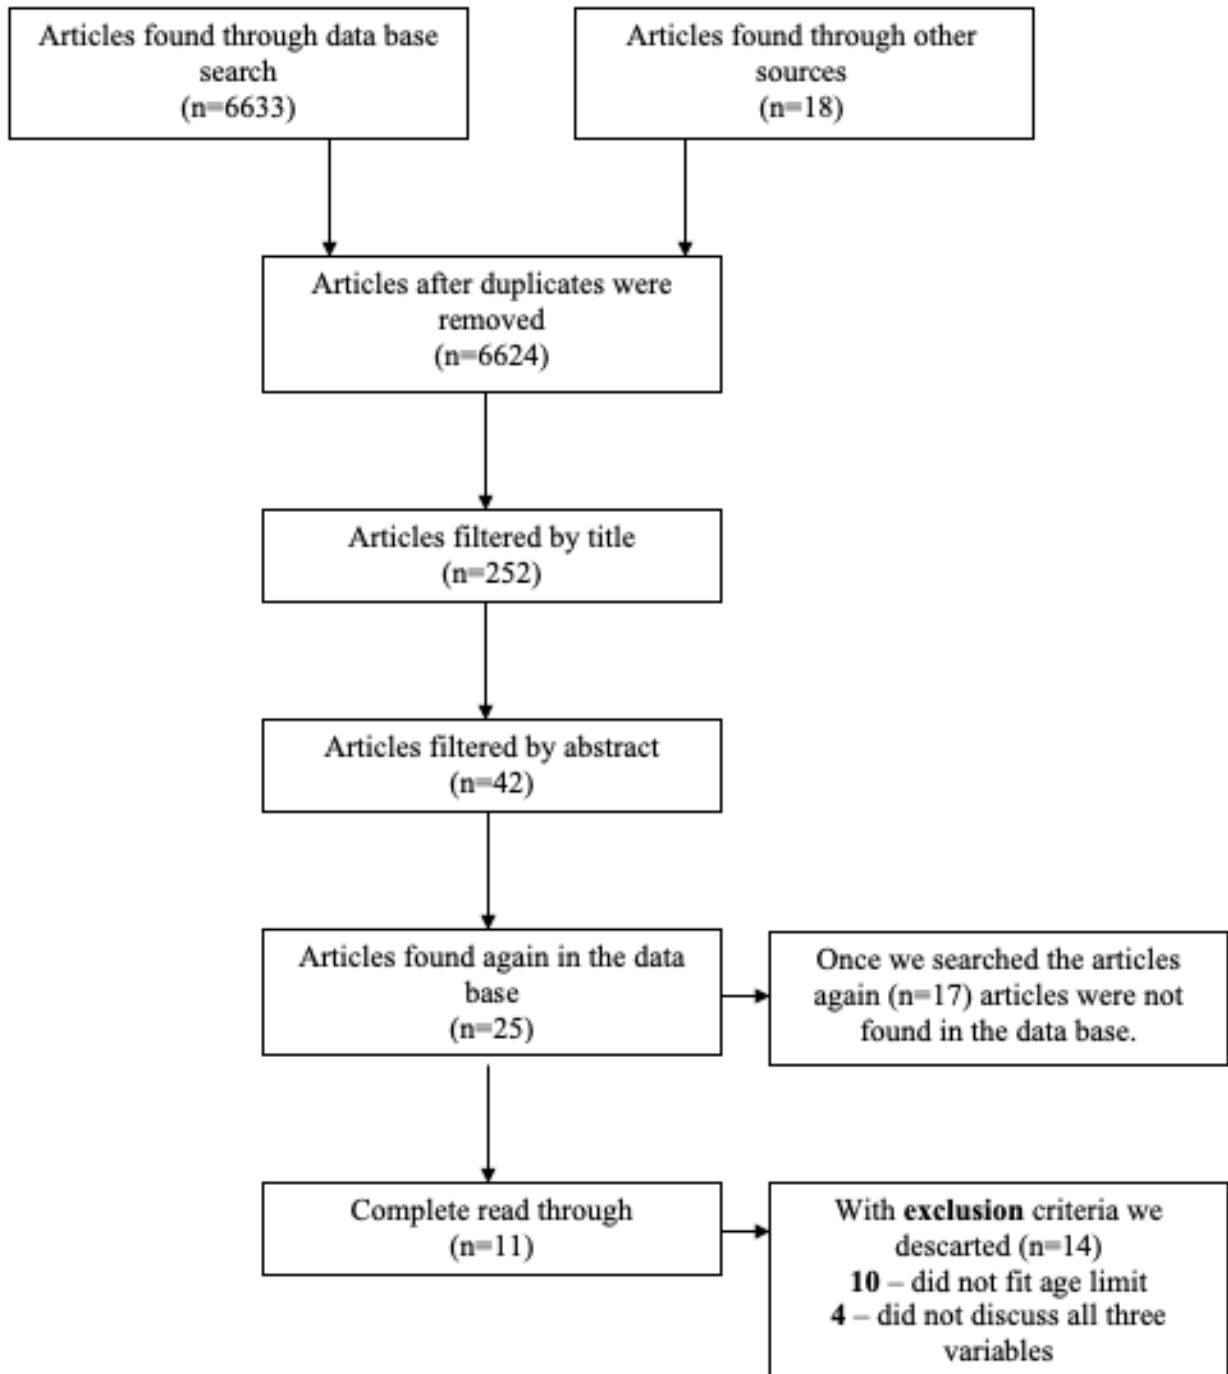 Articles found through data base
search
(n=6633)
Articles found through other
sources
(n=18)
Articles after duplicates were
removed
(n=6624)
Articles filtered by title
(n=252)
Articles filtered by abstract
(n=42)
Articles found again in the data
base
(n=25)
Once we searched the articles
again (n=17) articles were not
found in the data base.
Complete read through
(n=11)
With exclusion criteria we
descarted (n=14)
10 – did not fit age limit
4 – did not discuss all three
variables